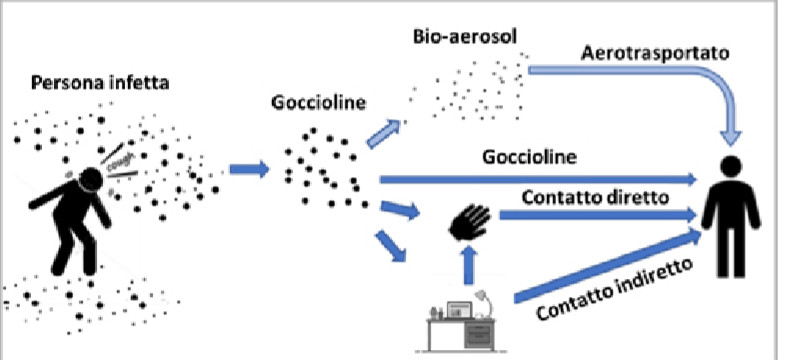 Bio-aerosol
Aerotrasportato
Persona infetta
Goccioline
cough
Goccioline
Contatto diretto
Contatto indiretto